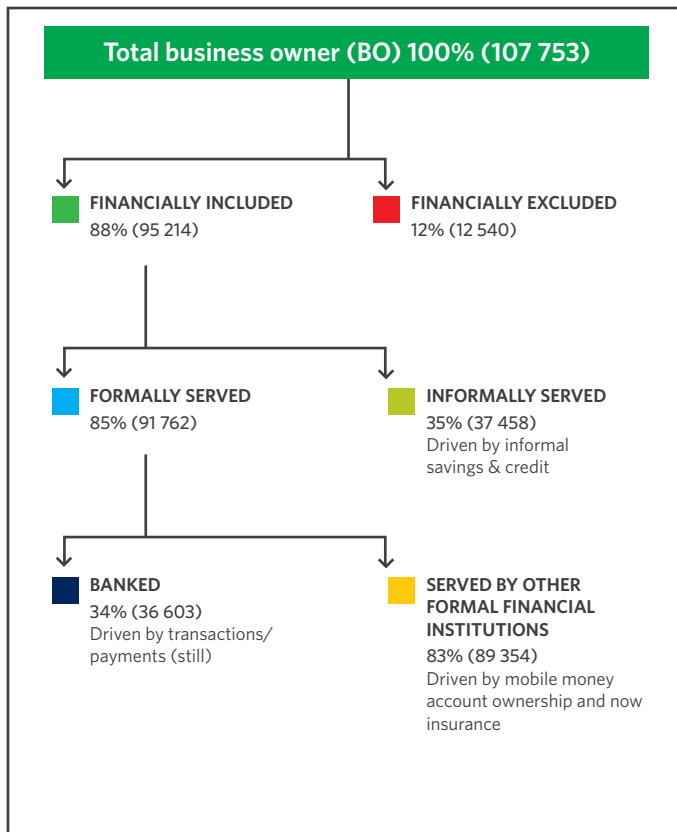 Total business owner (BO) 100% (107 753)
FINANCIALLY INCLUDED
88% (95 214)
FINANCIALLY EXCLUDED
12% (12 540)
FORMALLY SERVED
85% (91 762)
INFORMALLY SERVED
35% (37 458)
Driven by informal
savings & credit
BANKED
34% (36 603)
Driven by transactions/
payments (still)
SERVED BY OTHER
FORMAL FINANCIAL
INSTITUTIONS
83% (89 354)
Driven by mobile money
account ownership and now
insurance